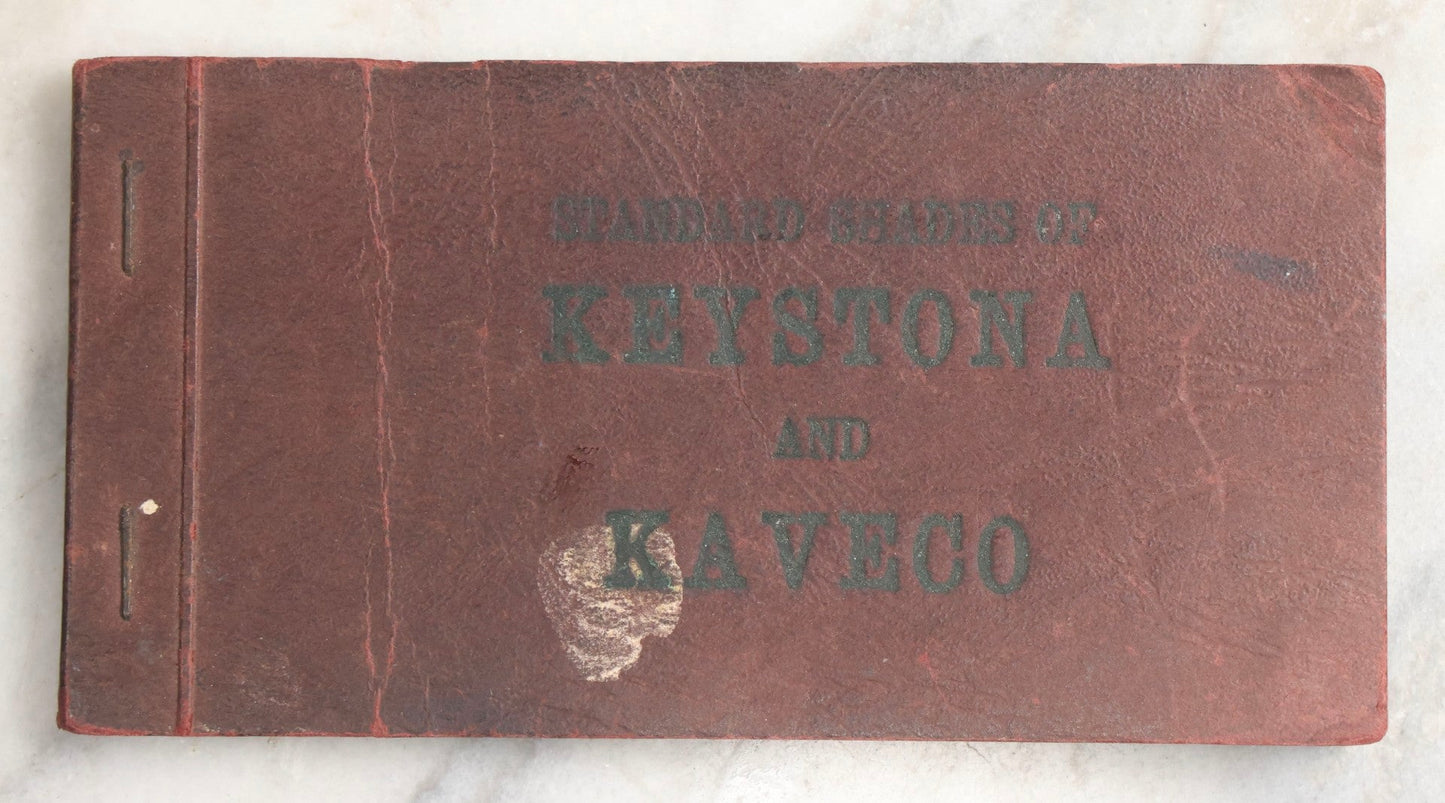 STANDARD SHADES OF
KEYSTONA
AND
KAVECO